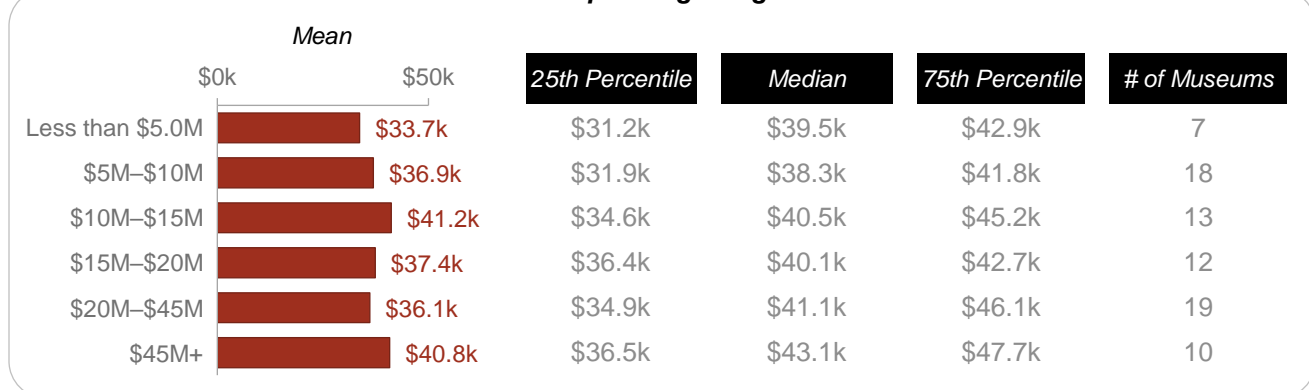 Mean
$0k $50k 25th Percentile Median 75th Percentile # of Museums
Less than $5.0M $33.7k $31.2k $39.5k $42.9k 7
$5M–$10M $36.9k $31.9k $38.3k $41.8k 18
$10M–$15M $41.2k $34.6k $40.5k $45.2k 13
$15M–$20M $37.4k $36.4k $40.1k $42.7k 12
$20M–$45M $36.1k $34.9k $41.1k $46.1k 19
$45M+ $40.8k $36.5k $43.1k $47.7k 10